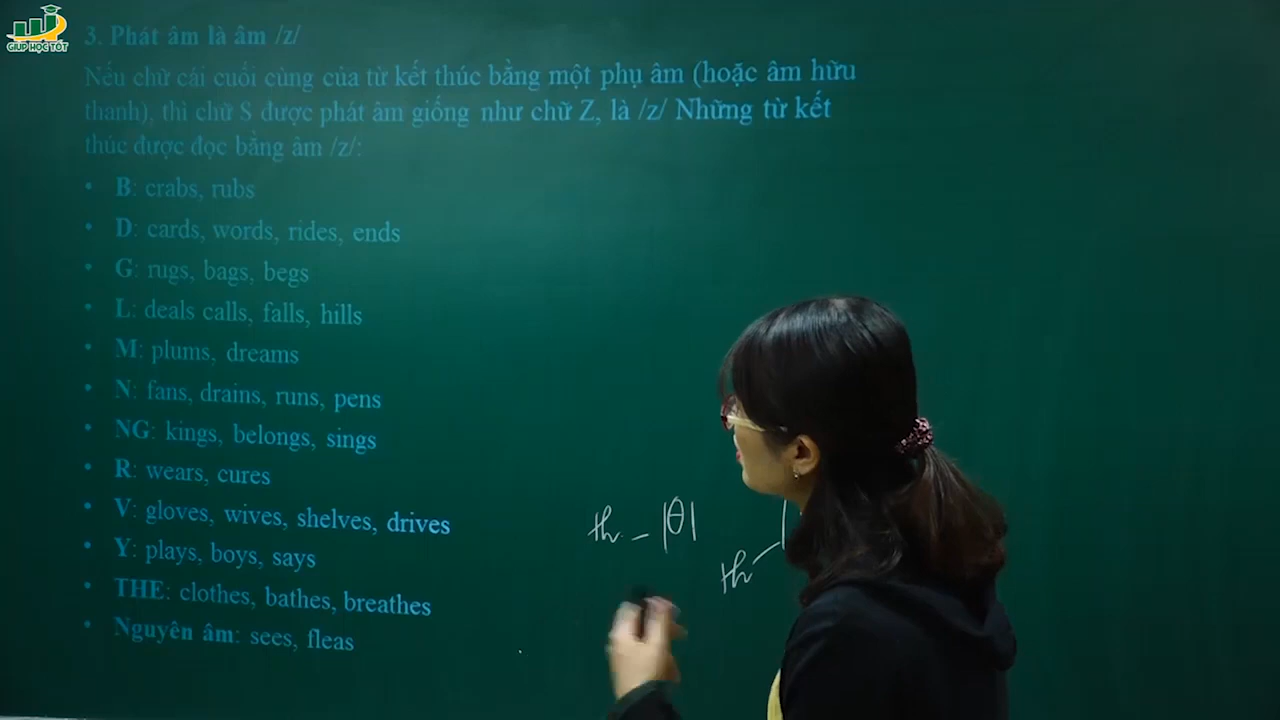 GIUP HỌC TỐT
3. Phát âm là âm /z/
Nếu chữ cái cuối cùng của từ kết thúc bằng một phụ âm (hoặc âm hữu
thanh), thì chữ S được phát âm giống như chữ Z, là /z/ Những từ kết
thúc được đọc bằng âm /z/:
• B: crabs, rubs
• D: cards, words, rides, ends
• G: rugs, bags, begs
• L: deals calls, falls, hills
• M: plums, dreams
• N: fans, drains, runs, pens
• NG: kings, belongs, sings
• R: wears, cures
• V: gloves, wives, shelves, drives
• Y: plays, boys, says
• THE: clothes, bathes, breathes
• Nguyên âm: sees, fleas
th. – |θ|
th